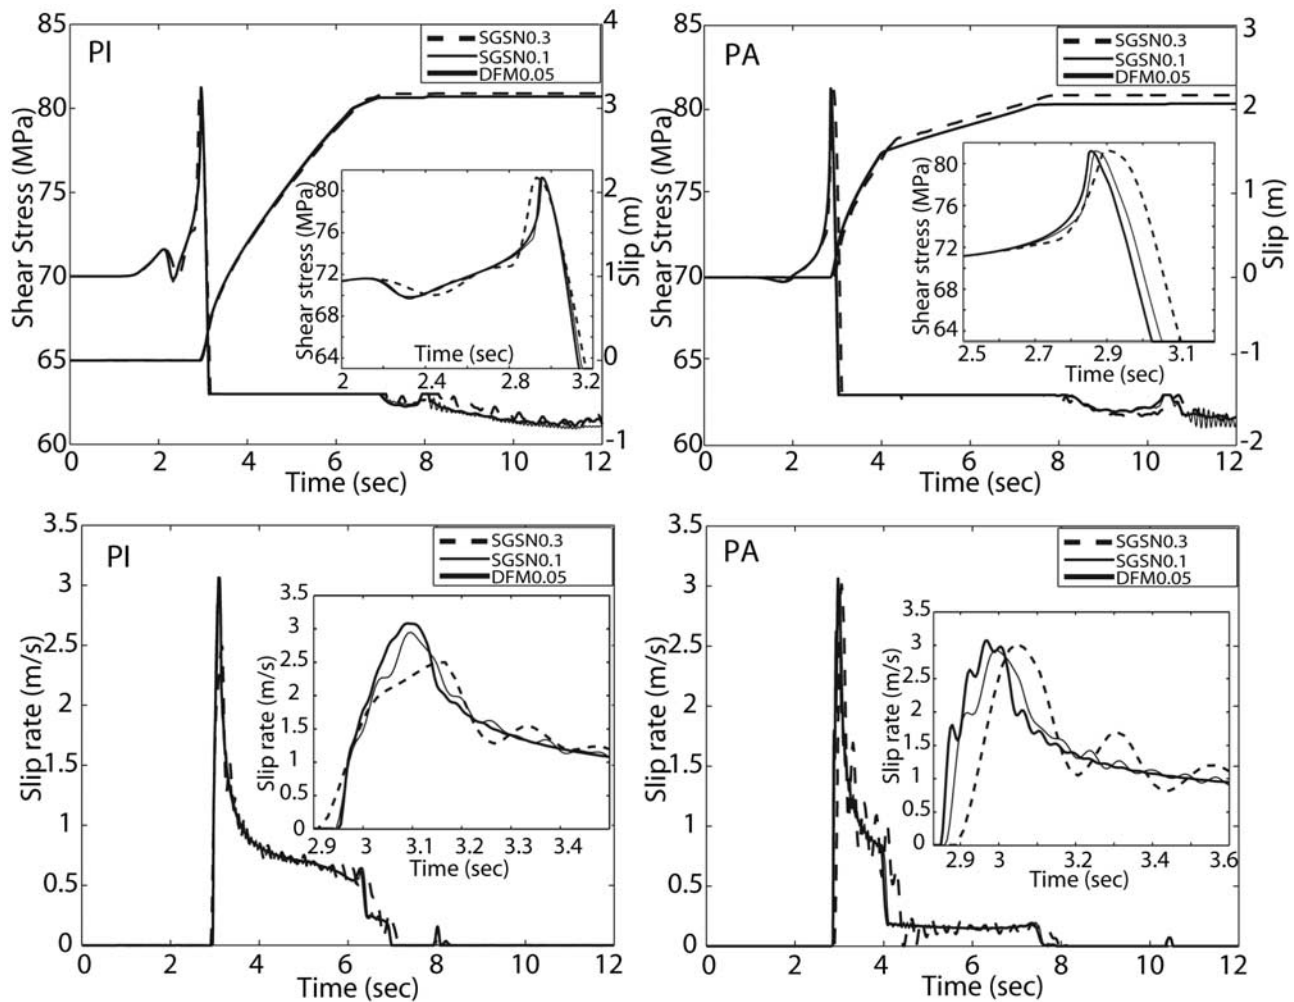 85
80
75
70
65
60
Shear Stress (MPa)
PI
SGSN0.3
SGSN0.1
DFM0.05
4
3
2
1
0
-1
Slip (m)
80
76
72
68
64
Shear Stress (MPa)
Time (sec)
2 2.4 2.8 3.2
0 2 4 6 8 10 12
Time (sec)
85
80
75
70
65
60
Shear Stress (MPa)
PA
SGSN0.3
SGSN0.1
DFM0.05
3
2
1
0
-1
-2
Slip (m)
80
76
72
68
64
Shear stress (MPa)
2.5 2.7 2.9 3.1
Time (sec)
0 2 4 6 8 10 12
Time (sec)
3.5
3
2.5
2
1.5
1
0.5
0
Slip rate (m/s)
PI
SGSN0.3
SGSN0.1
DFM0.05
3.5
3
2.5
2
1.5
1
0.5
0
Slip rate (m/s)
2.9 3 3.1 3.2 3.3 3.4
Time (sec)
0 2 4 6 8 10 12
Time (sec)
3.5
3
2.5
2
1.5
1
0.5
0
Slip rate (m/s)
PA
SGSN0.3
SGSN0.1
DFM0.05
3.5
3
2.5
2
1.5
1
0.5
0
Slip rate (m/s)
2.9 3 3.2 3.4 3.6
Time (sec)
0 2 4 6 8 10 12
Time (sec)